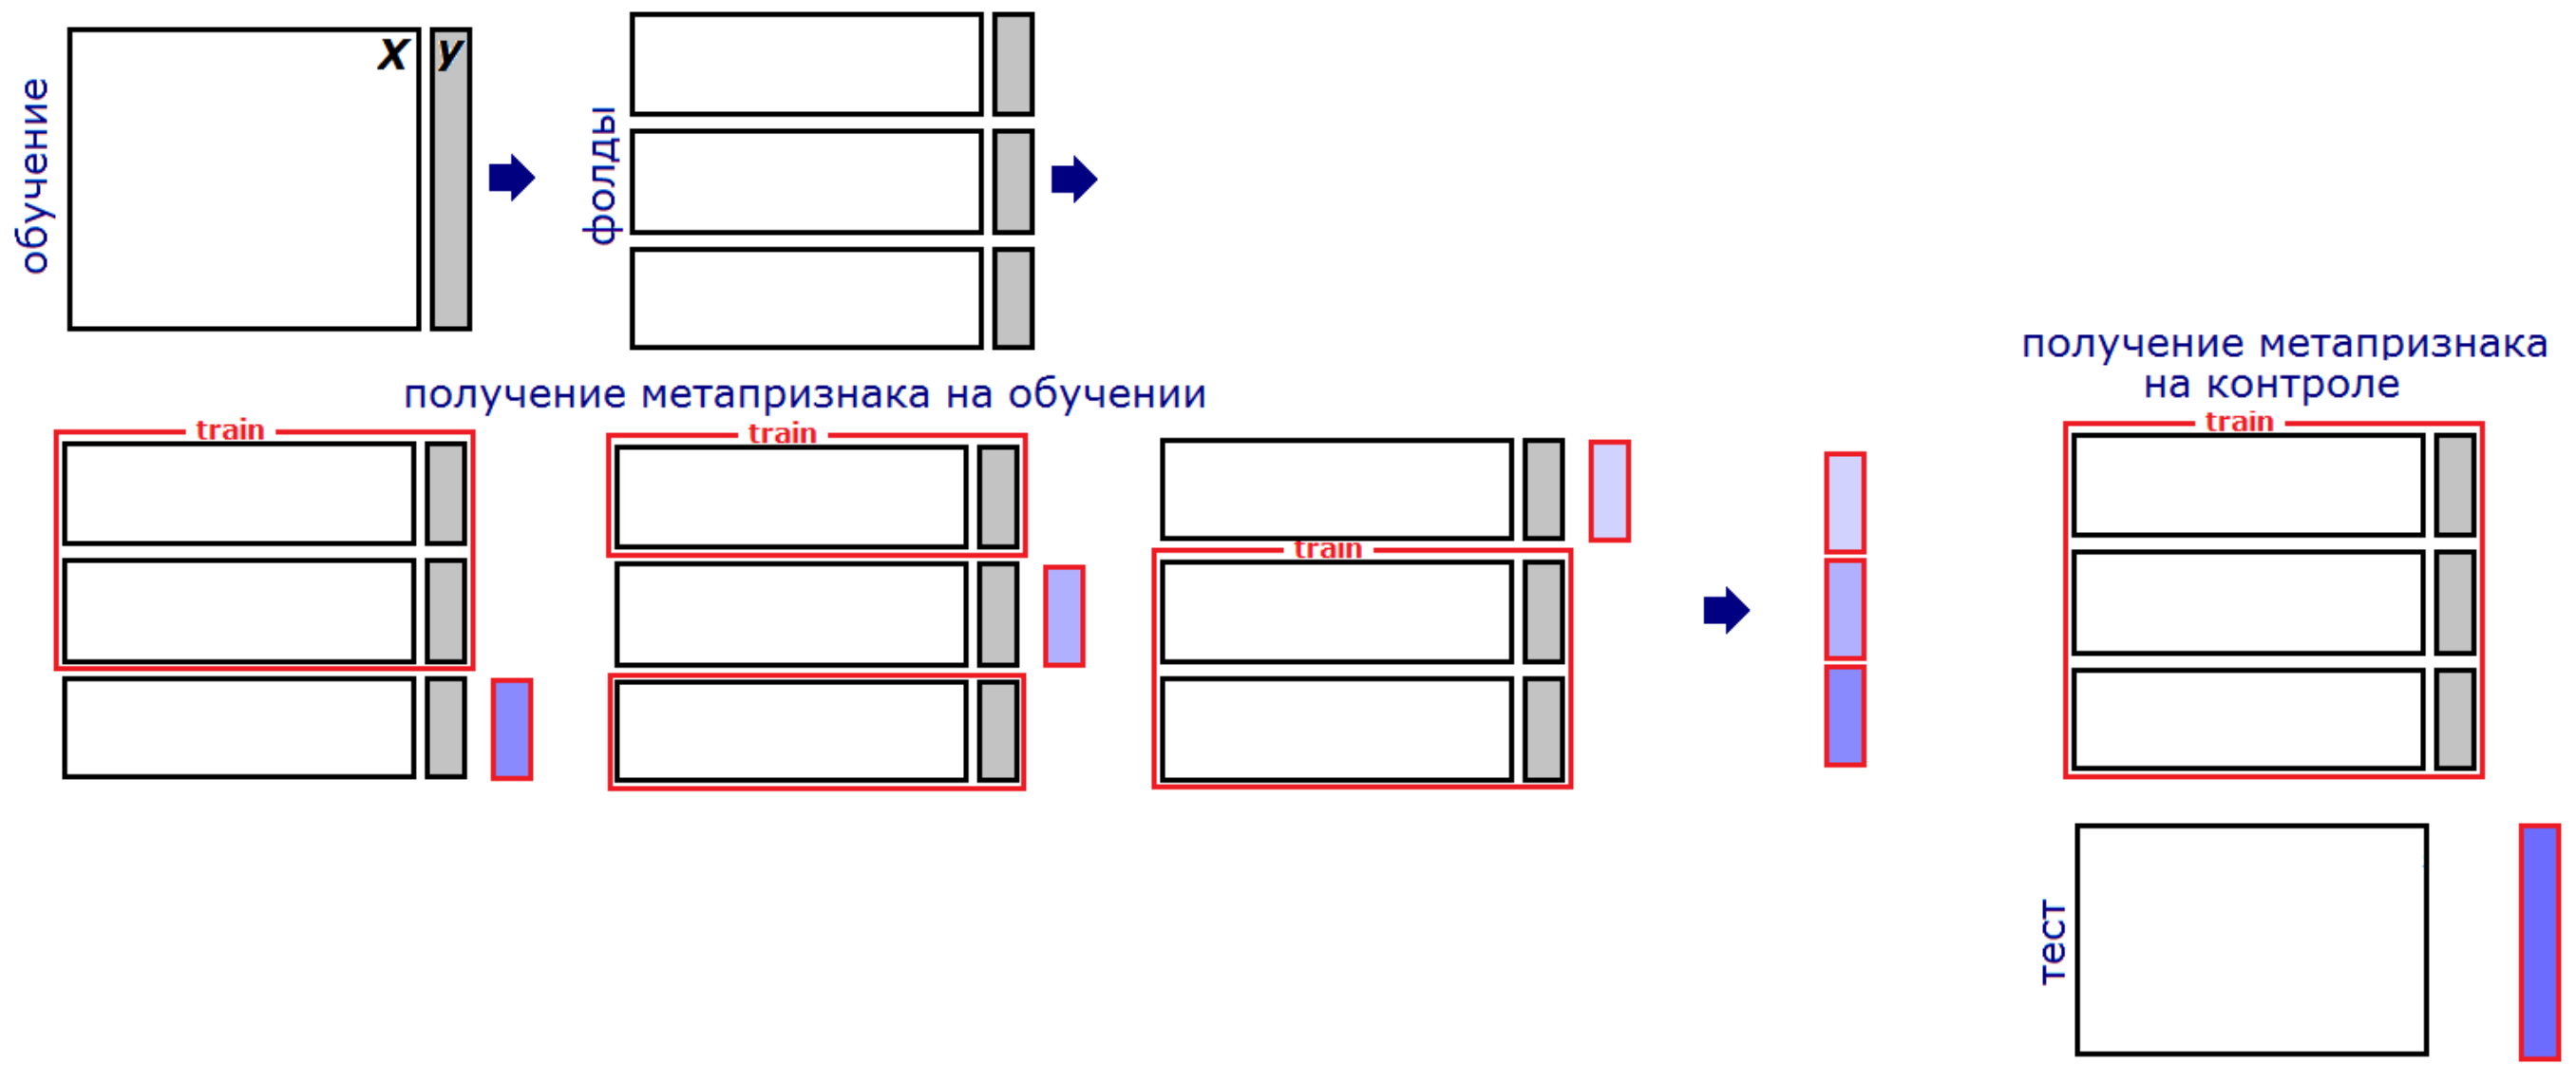 обучение
X y
фолды
получение метапризнака на обучении
train
train
train
получение метапризнака
на контроле
train
тест